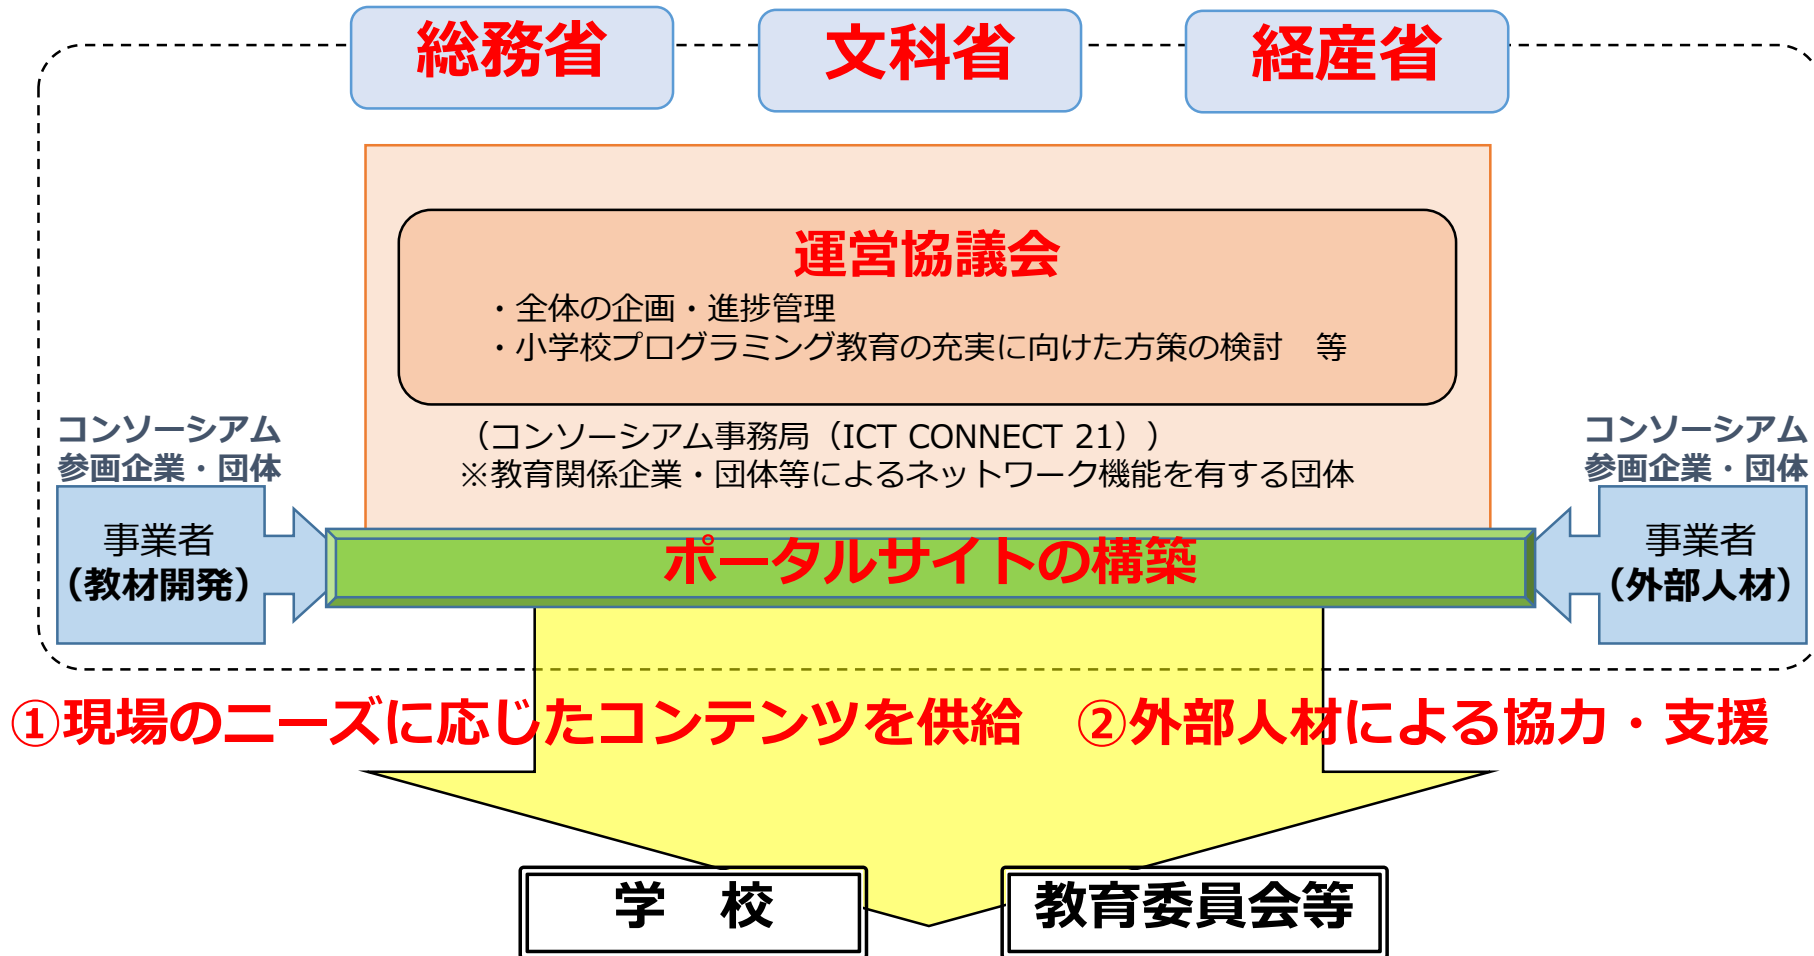 総務省
文科省
経産省
運営協議会
・全体の企画・進捗管理
・小学校プログラミング教育の充実に向けた方策の検討　等
（コンソーシアム事務局（ICT CONNECT 21））
※教育関係企業・団体等によるネットワーク機能を有する団体
コンソーシアム
参画企業・団体
事業者
（教材開発）
ポータルサイトの構築
コンソーシアム
参画企業・団体
事業者
（外部人材）
①現場のニーズに応じたコンテンツを供給　②外部人材による協力・支援
学　校
教育委員会等